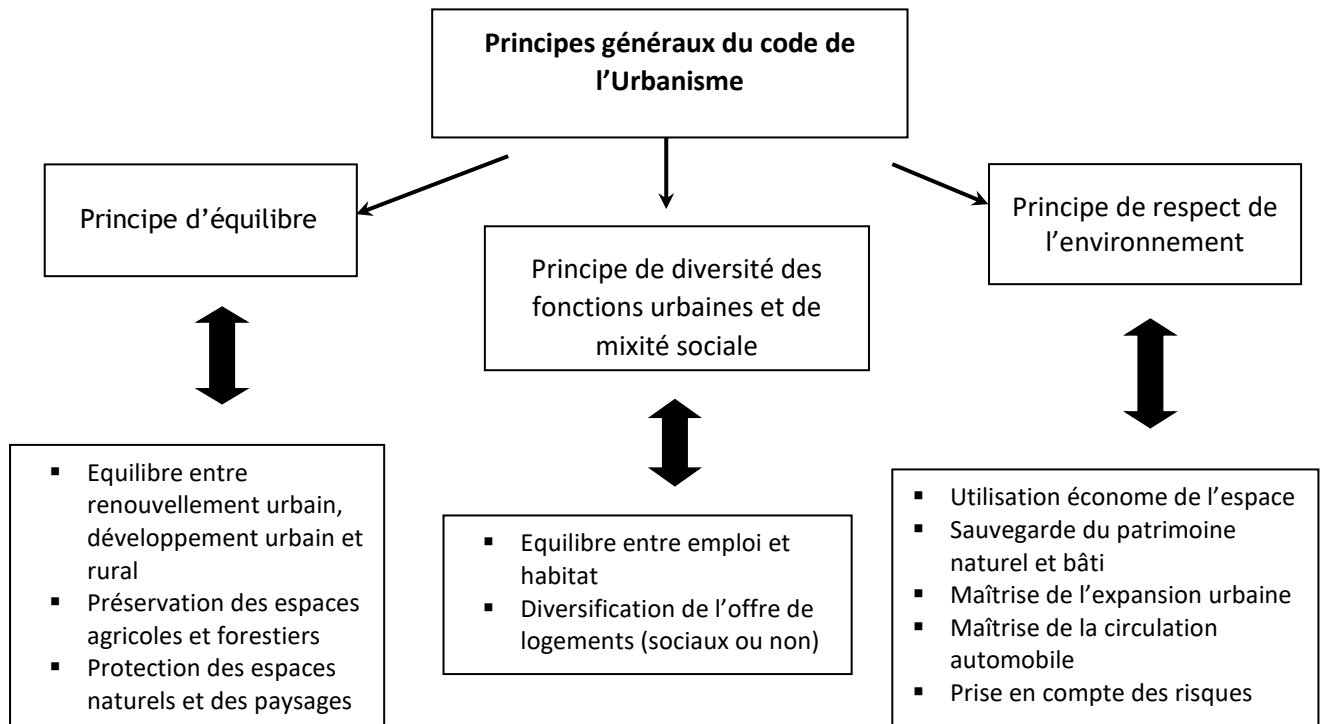 Principes généraux du code de
l’Urbanisme
Principe d’équilibre
Principe de diversité des
fonctions urbaines et de
mixité sociale
Principe de respect de
l’environnement
▪ Equilibre entre
renouvellement urbain,
développement urbain et
rural
▪ Préservation des espaces
agricoles et forestiers
▪ Protection des espaces
naturels et des paysages
▪ Equilibre entre emploi et
habitat
▪ Diversification de l’offre de
logements (sociaux ou non)
▪ Utilisation économe de l’espace
▪ Sauvegarde du patrimoine
naturel et bâti
▪ Maîtrise de l’expansion urbaine
▪ Maîtrise de la circulation
automobile
▪ Prise en compte des risques